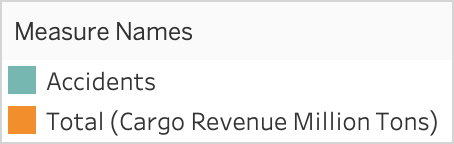 Measure Names
Accidents
Total (Cargo Revenue Million Tons)